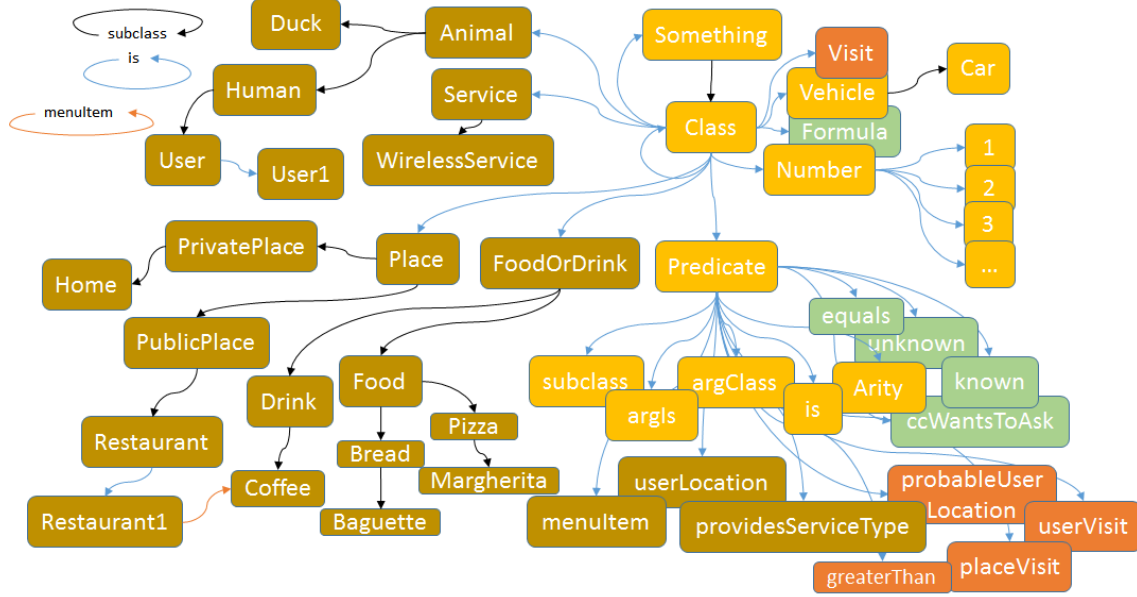 subclass
is
menuItem
Duck
Animal
Something
Visit
Car
Human
Service
Vehicle
Class
Formula
User
User1
WirelessService
Number
1
2
3
...
PrivatePlace
Place
FoodOrDrink
Predicate
Home
equals
unknown
PublicPlace
subclass
argClass
Arity
known
Drink
Food
argIs
is
ccWantsToAsk
Restaurant
Pizza
Bread
Coffee
Margherita
userLocation
probableUser
Location
Restaurant1
Baguette
menuItem
providesServiceType
userVisit
greaterThan
placeVisit